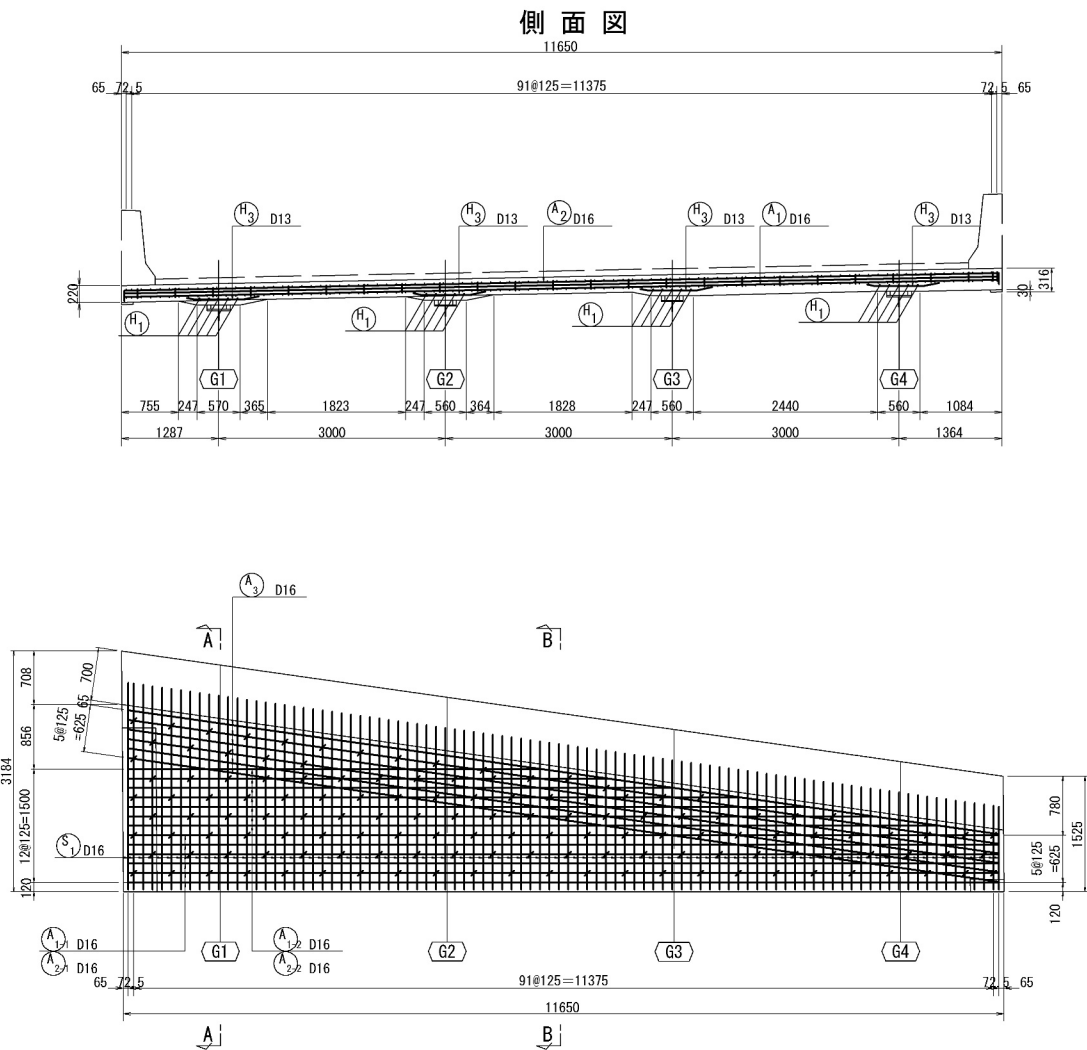 側面図
11650
65 72.5 91@125=11375 72.5 65
H3 D13 H3 D13 A2 D16 H3 D13 A1 D16 H3 D13
220
316
30
H1 H1 H1 H1
G1 G2 G3 G4
755 247 570 365 1823 247 560 364 1828 247 560 2440 560 1084
1287 3000 3000 3000 1364
A3 D16
A B
700
708
65
5@125
=625
856
3184
12@125=1500
120
S1 D16
780
1525
5@125
=625
120
A1-1 D16 A1-2 D16
A2-1 D16 A2-2 D16
G1 G2 G3 G4
65 72.5 91@125=11375 72.5 65
11650
A B